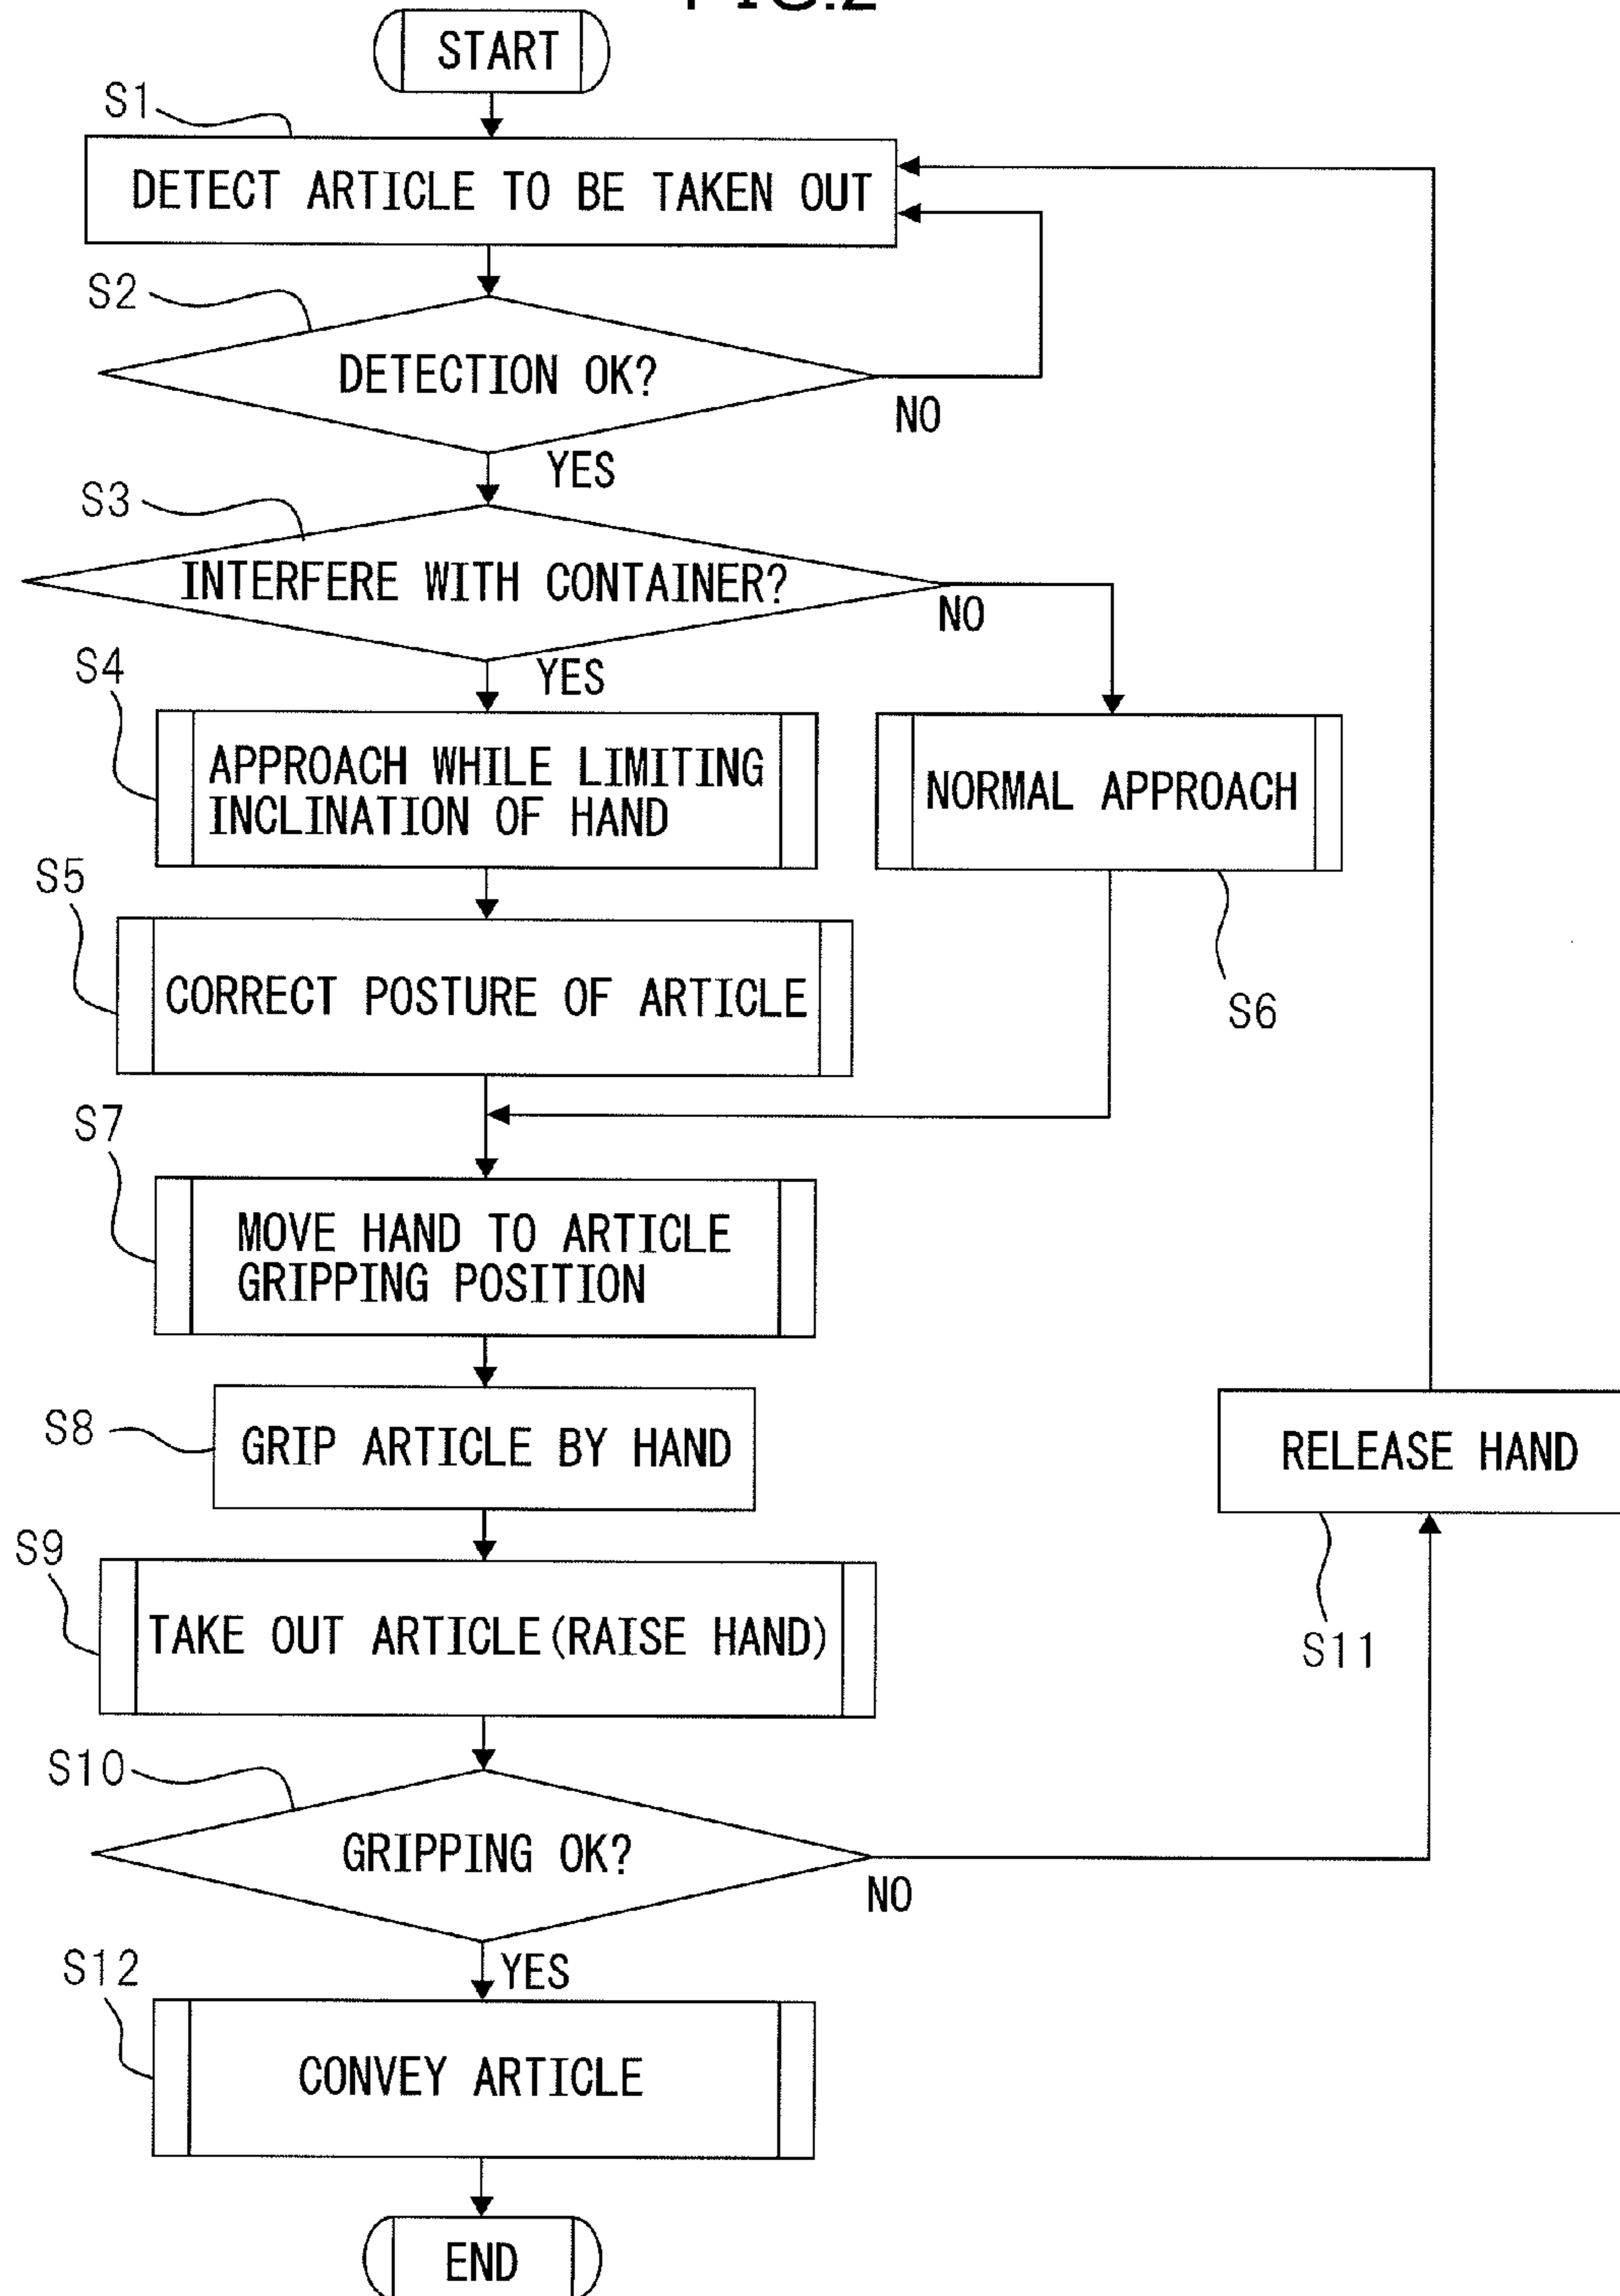 FIG.2
START
S1
DETECT ARTICLE TO BE TAKEN OUT
S2
DETECTION OK?
NO
YES
S3
INTERFERE WITH CONTAINER?
NO
YES
S4
APPROACH WHILE LIMITING
INCLINATION OF HAND
NORMAL APPROACH
S5
CORRECT POSTURE OF ARTICLE
S6
S7
MOVE HAND TO ARTICLE
GRIPPING POSITION
S8
GRIP ARTICLE BY HAND
RELEASE HAND
S9
TAKE OUT ARTICLE(RAISE HAND)
S11
S10
GRIPPING OK?
NO
YES
S12
CONVEY ARTICLE
END